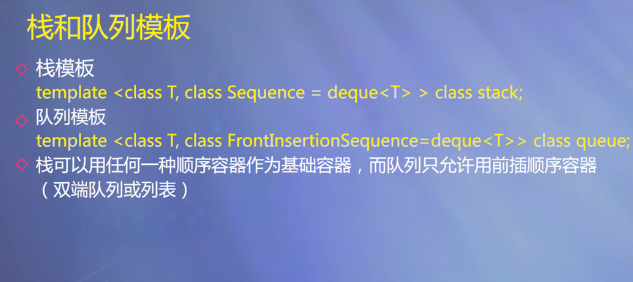 栈和队列模板
栈模板
template <class T, class Sequence = deque<T> > class stack;
队列模板
template <class T, class FrontInsertionSequence=deque<T>> class queue;
栈可以用任何一种顺序容器作为基础容器，而队列只允许用前插顺序容器
（双端队列或列表）